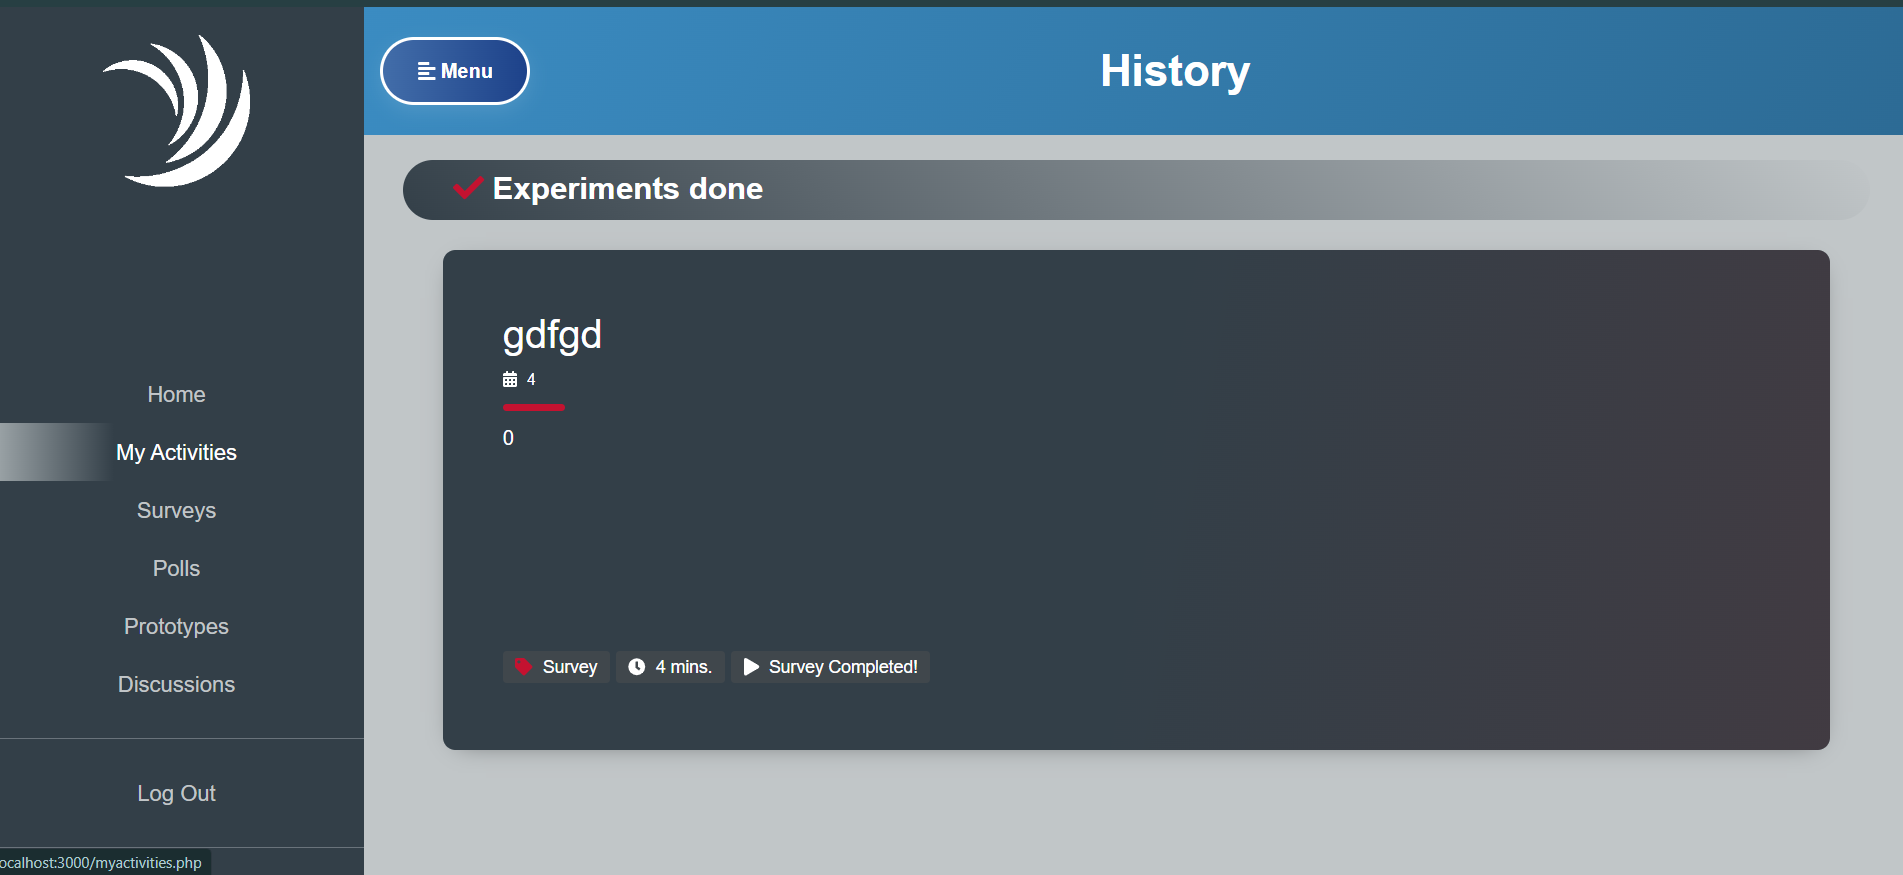 Menu
History
Experiments done
gdfgd
4
0
Survey
4 mins.
Survey Completed!
Home
My Activities
Surveys
Polls
Prototypes
Discussions
Log Out
ocalhost:3000/myactivities.php